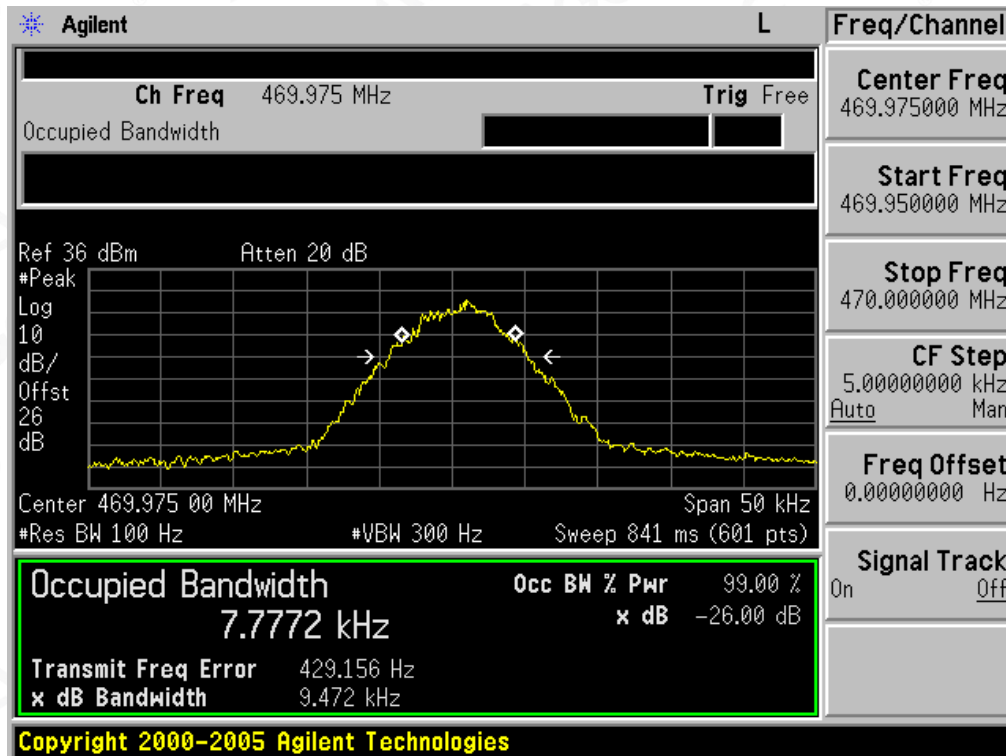 Agilent L
Freq/Channel
Ch Freq 469.975 MHz Trig Free
Occupied Bandwidth
Center Freq
469.975000 MHz
Start Freq
469.950000 MHz
Stop Freq
470.000000 MHz
CF Step
5.00000000 kHz
Auto Man
Freq Offset
0.00000000 Hz
Signal Track
On Off
Ref 36 dBm Atten 20 dB
#Peak
Log
10
dB/
Offst
26
dB
Center 469.975 00 MHz Span 50 kHz
#Res BW 100 Hz #VBW 300 Hz Sweep 841 ms (601 pts)
Occupied Bandwidth
7.7772 kHz
Occ BW % Pwr 99.00 %
x dB -26.00 dB
Transmit Freq Error 429.156 Hz
x dB Bandwidth 9.472 kHz
Copyright 2000-2005 Agilent Technologies